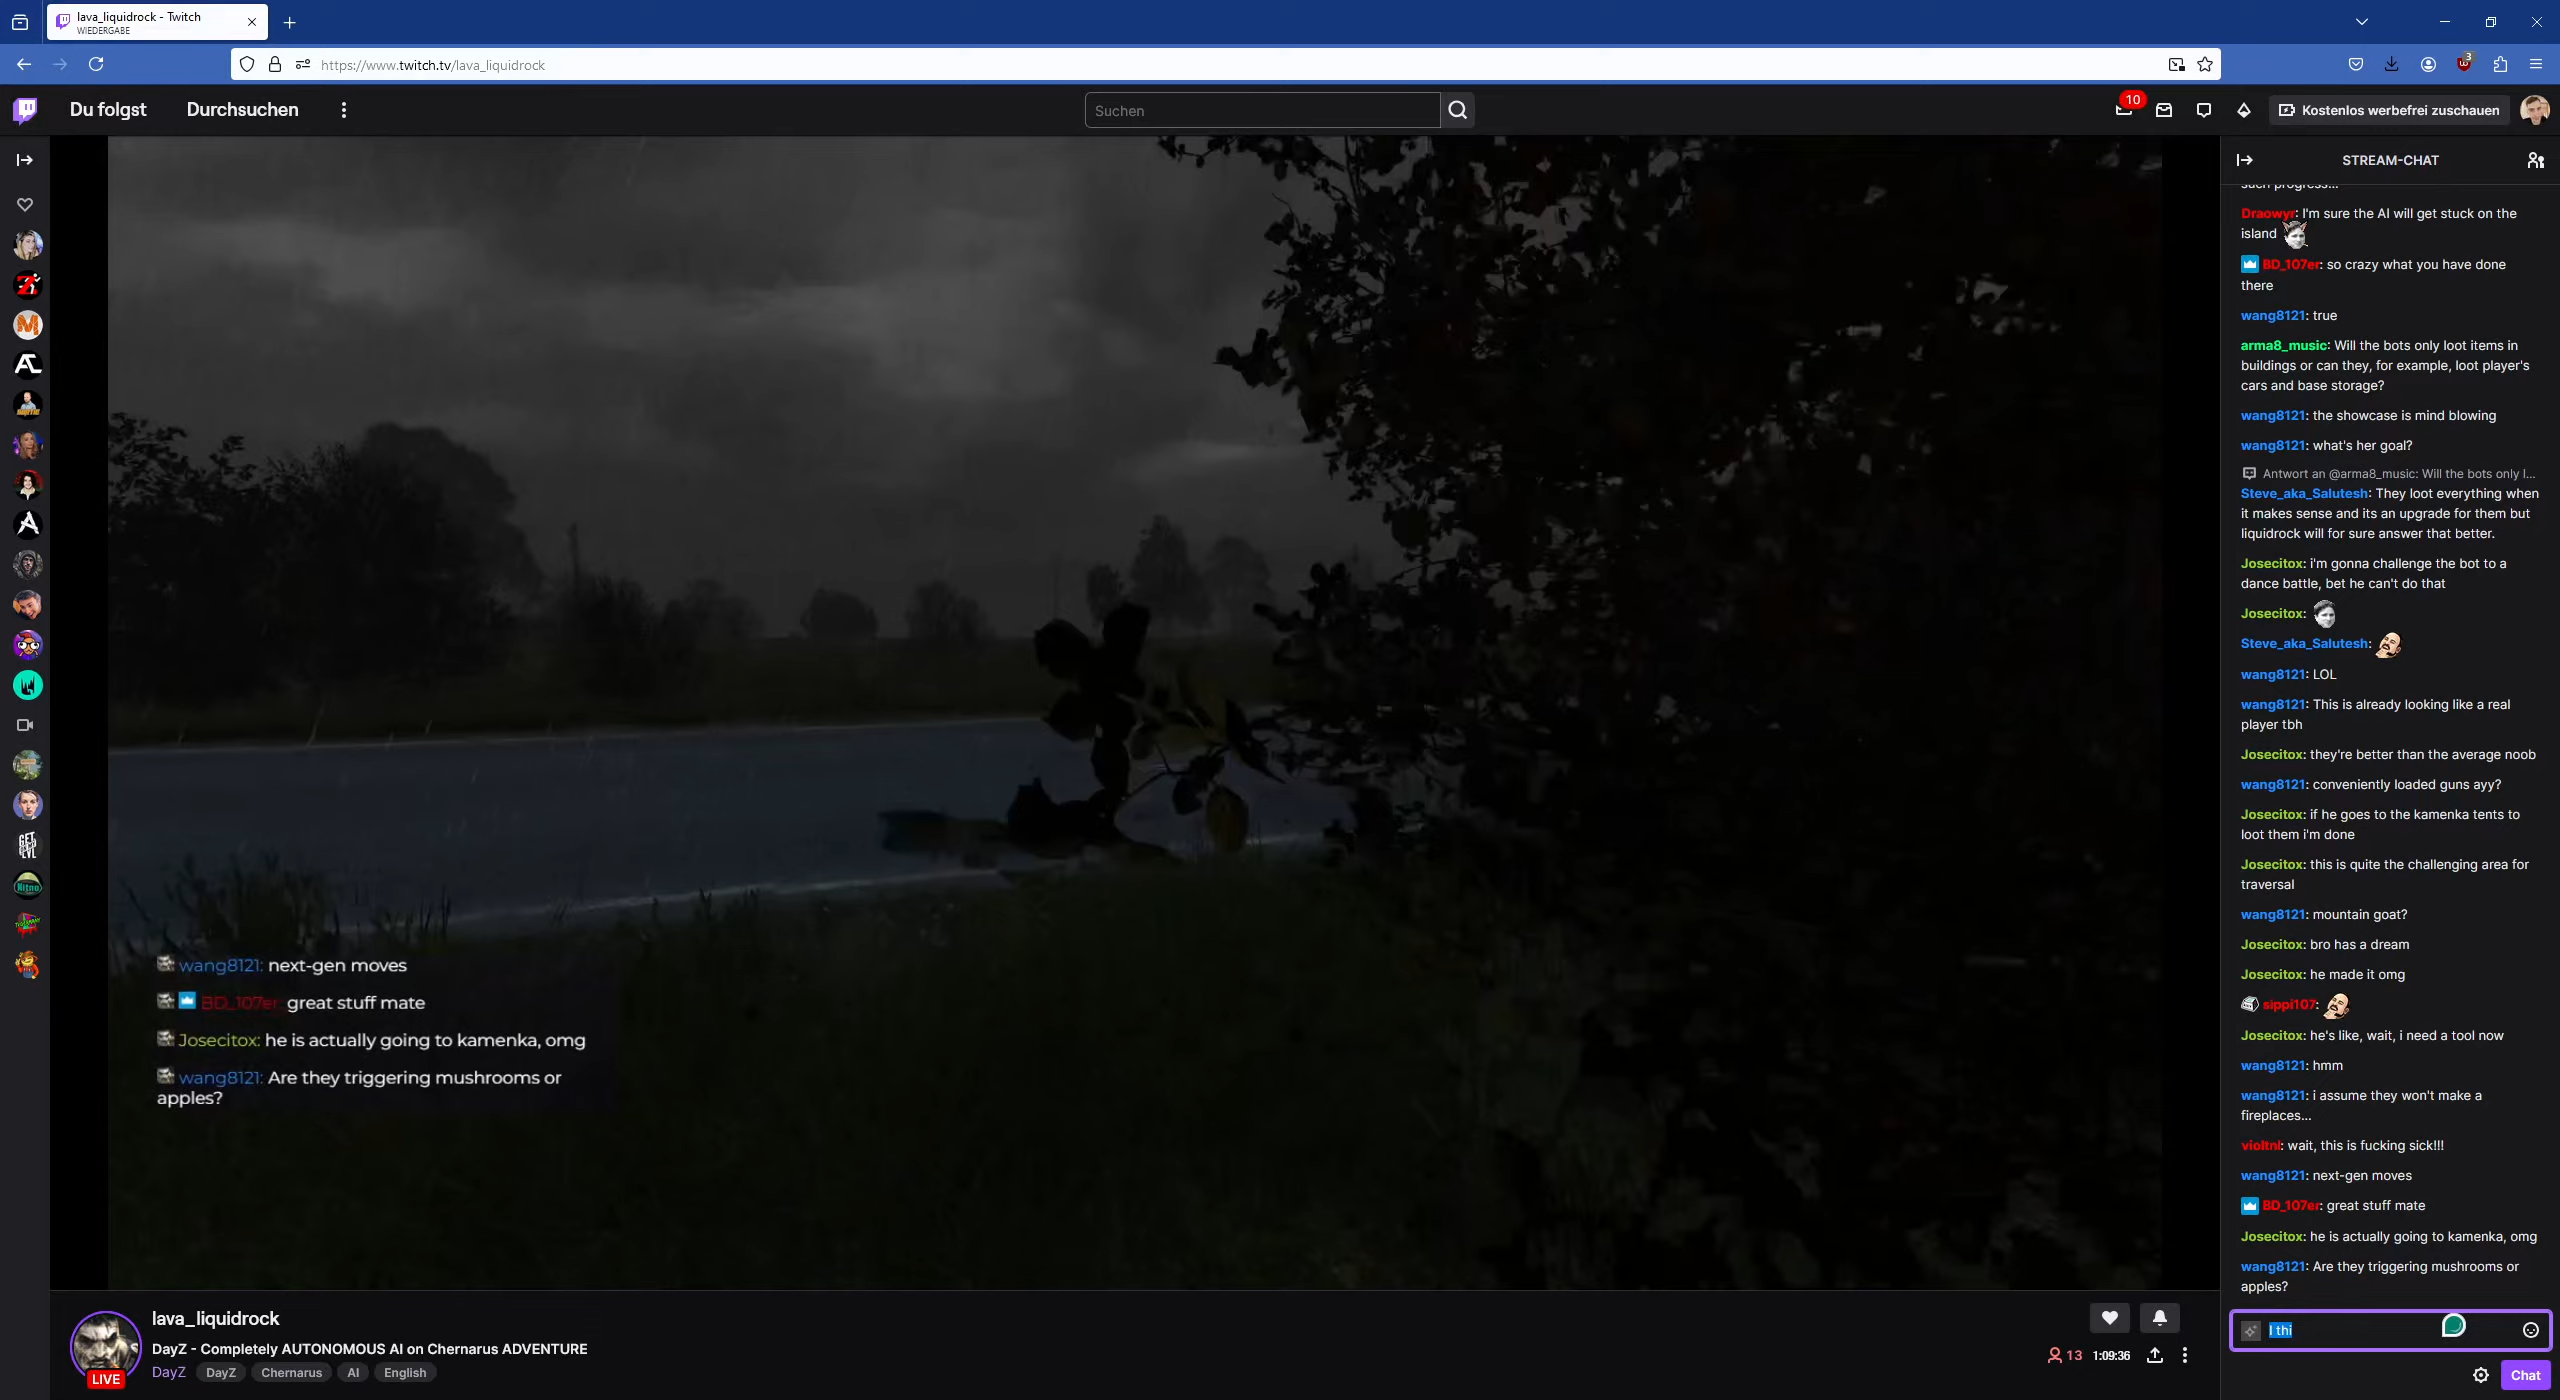 lava_liquidrock - Twitch
WIEDERGABE
https://www.twitch.tv/lava_liquidrock
3
Du folgst
Durchsuchen
Suchen
10
Kostenlos werbefrei zuschauen
STREAM-CHAT
such progress...
Draowyr: I'm sure the AI will get stuck on the
island
BD_107er: so crazy what you have done
there
wang8121: true
arma8_music: Will the bots only loot items in
buildings or can they, for example, loot player's
cars and base storage?
wang8121: the showcase is mind blowing
wang8121: what's her goal?
Antwort an @arma8_music: Will the bots only l...
Steve_aka_Salutesh: They loot everything when
it makes sense and its an upgrade for them but
liquidrock will for sure answer that better.
Josecitox: i'm gonna challenge the bot to a
dance battle, bet he can't do that
Josecitox:
Steve_aka_Salutesh:
wang8121: LOL
wang8121: This is already looking like a real
player tbh
Josecitox: they're better than the average noob
wang8121: conveniently loaded guns ayy?
Josecitox: if he goes to the kamenka tents to
loot them i'm done
Josecitox: this is quite the challenging area for
traversal
wang8121: mountain goat?
Josecitox: bro has a dream
Josecitox: he made it omg
sippi107:
Josecitox: he's like, wait, i need a tool now
wang8121: hmm
wang8121: i assume they won't make a
fireplaces...
violtnl: wait, this is fucking sick!!!
wang8121: next-gen moves
BD_107er: great stuff mate
Josecitox: he is actually going to kamenka, omg
wang8121: Are they triggering mushrooms or
apples?
I thi
Chat
wang8121: next-gen moves
BD_107er: great stuff mate
Josecitox: he is actually going to kamenka, omg
wang8121: Are they triggering mushrooms or
apples?
lava_liquidrock
DayZ - Completely AUTONOMOUS AI on Chernarus ADVENTURE
DayZ DayZ Chernarus AI English
LIVE
13 1:09:36